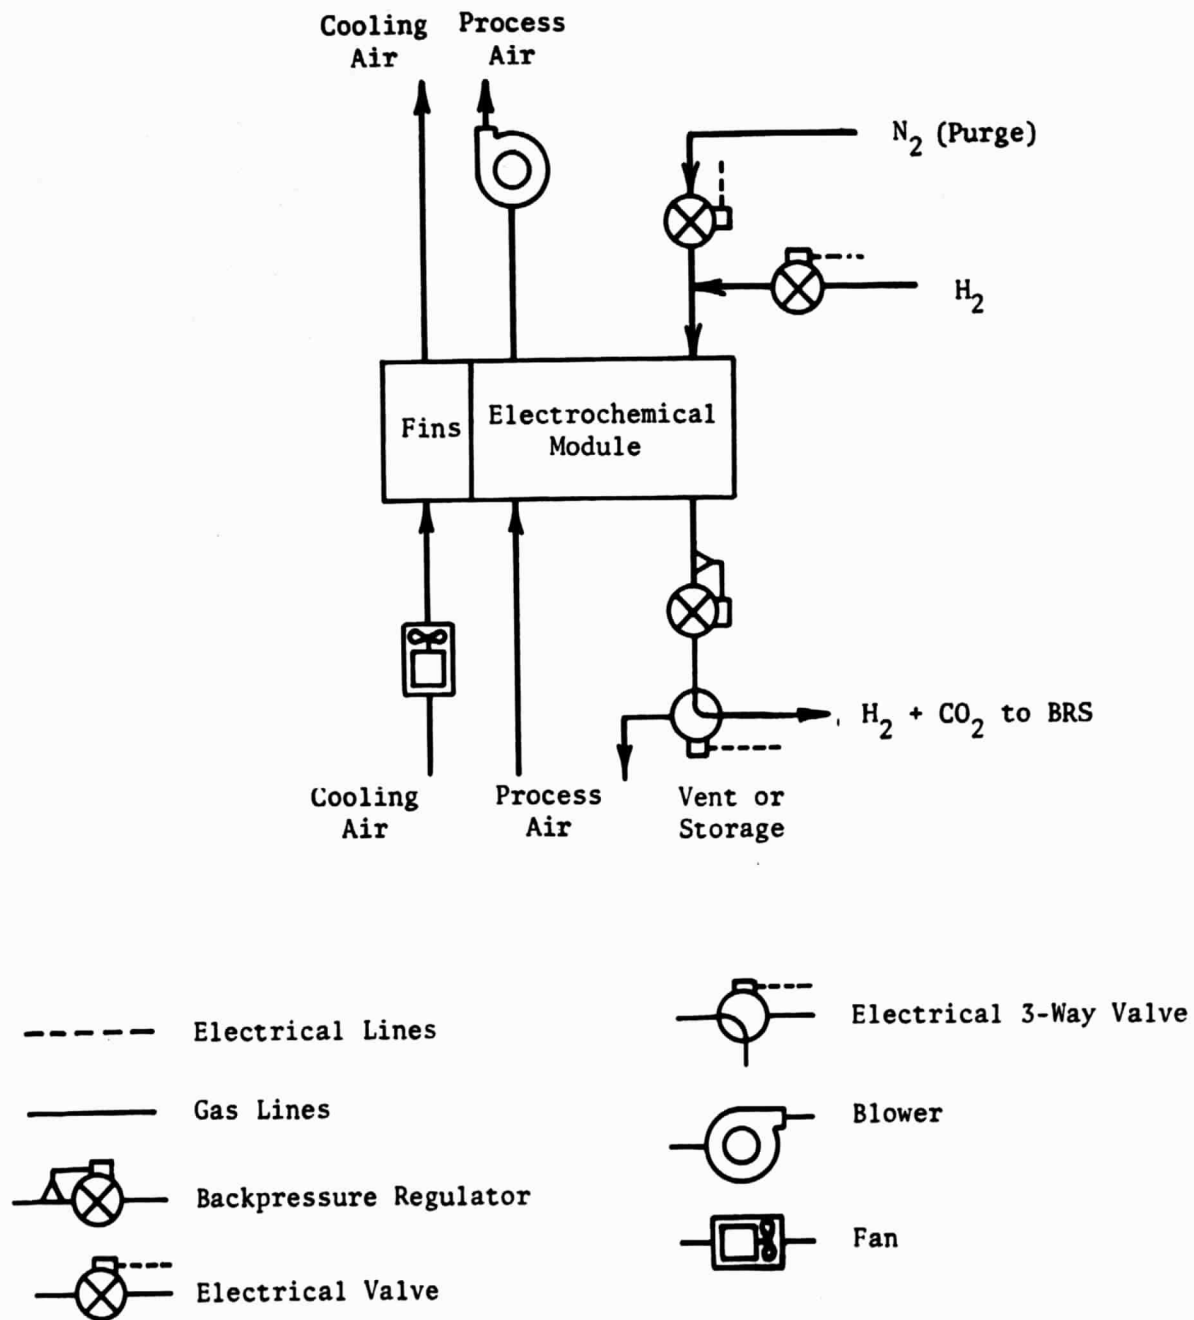 Cooling Air
Process Air
N2 (Purge)
H2
Fins
Electrochemical
Module
H2 + CO2 to BRS
Cooling Air
Process Air
Vent or
Storage
Electrical Lines
Gas Lines
Backpressure Regulator
Electrical Valve
Electrical 3-Way Valve
Blower
Fan